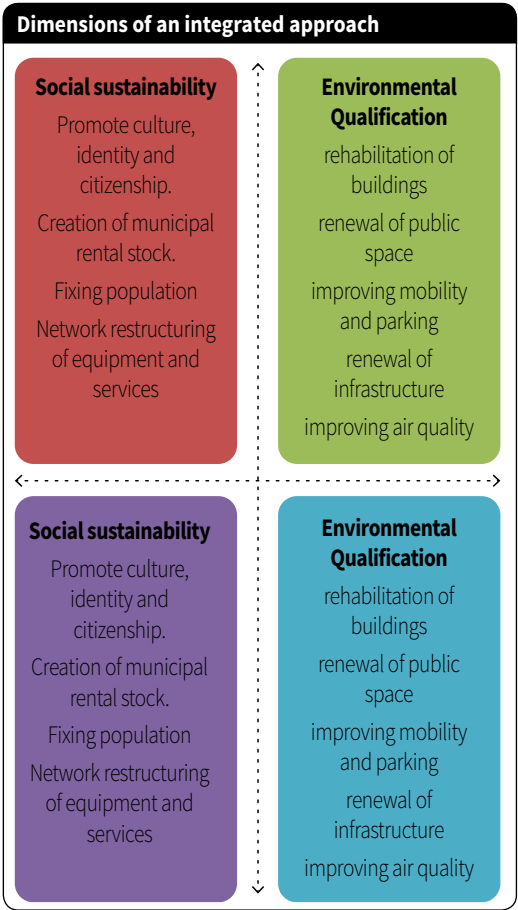 Dimensions of an integrated approach
Social sustainability
Promote culture,
identity and
citizenship.
Creation of municipal
rental stock.
Fixing population
Network restructuring
of equipment and
services
Environmental
Qualification
rehabilitation of
buildings
renewal of public
space
improving mobility
and parking
renewal of
infrastructure
improving air quality
Social sustainability
Promote culture,
identity and
citizenship.
Creation of municipal
rental stock.
Fixing population
Network restructuring
of equipment and
services
Environmental
Qualification
rehabilitation of
buildings
renewal of public
space
improving mobility
and parking
renewal of
infrastructure
improving air quality